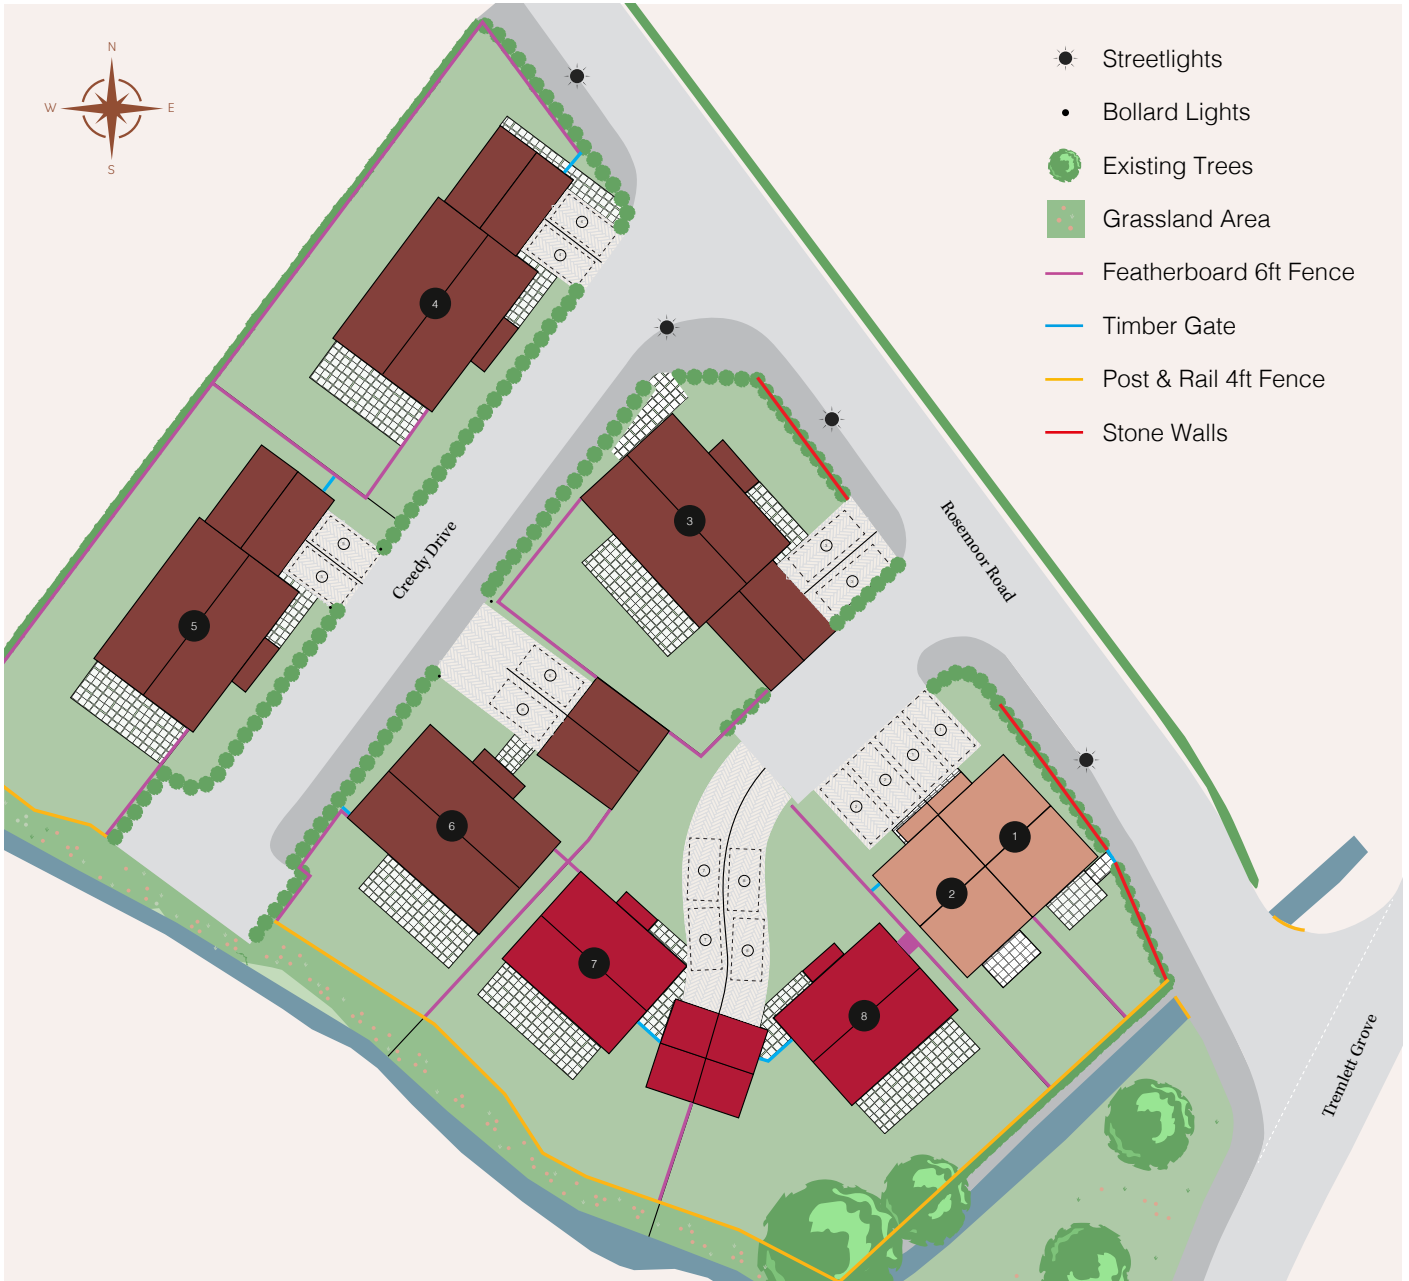 N
W E
S
Streetlights
Bollard Lights
Existing Trees
Grassland Area
Featherboard 6ft Fence
Timber Gate
Post & Rail 4ft Fence
Stone Walls
4
3
5
Creedy Drive
Rosemoor Road
6
1
2
7
8
Tremlett Grove